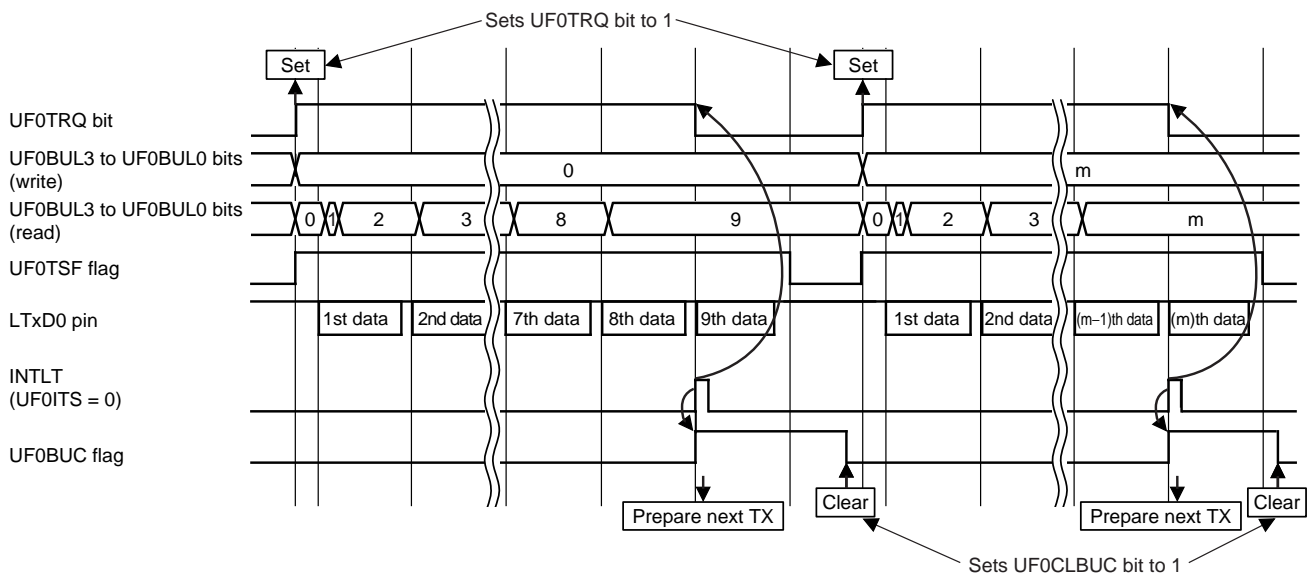 Sets UF0TRQ bit to 1
Set Set
UF0TRQ bit
UF0BUL3 to UF0BUL0 bits
(write)
0 m
UF0BUL3 to UF0BUL0 bits
(read)
0 1 2 3 8 9 0 1 2 3 m
UF0TSF flag
LTxD0 pin
1st data 2nd data 7th data 8th data 9th data 1st data 2nd data (m−1)th data (m)th data
INTLT
(UF0ITS = 0)
UF0BUC flag
Prepare next TX Clear Prepare next TX Clear
Sets UF0CLBUC bit to 1